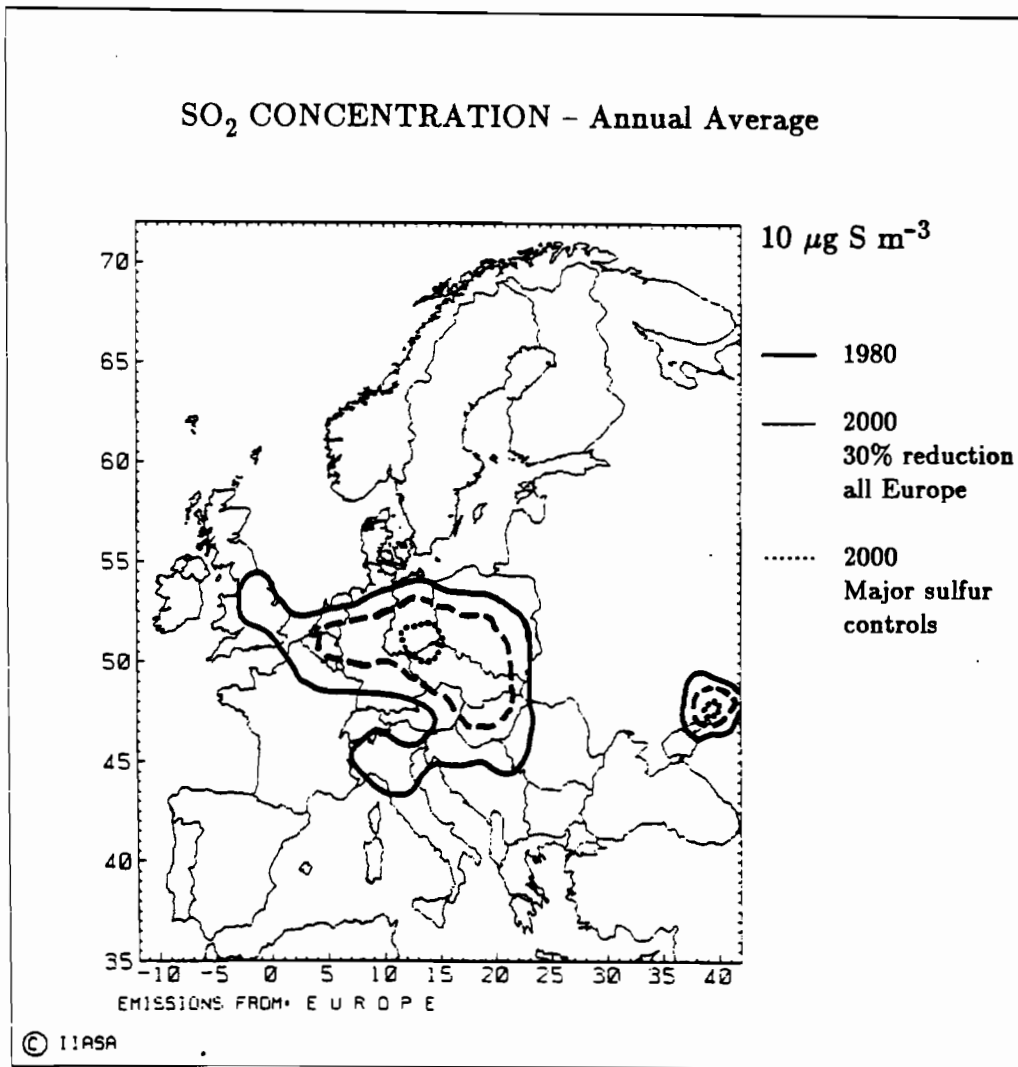 SO₂ CONCENTRATION – Annual Average
10 μg S m⁻³
1980
2000
30% reduction
all Europe
2000
Major sulfur
controls
70
65
60
55
50
45
40
35
-10 -5 0 5 10 15 20 25 30 35 40
EMISSIONS FROM: E U R O P E
© IIASA